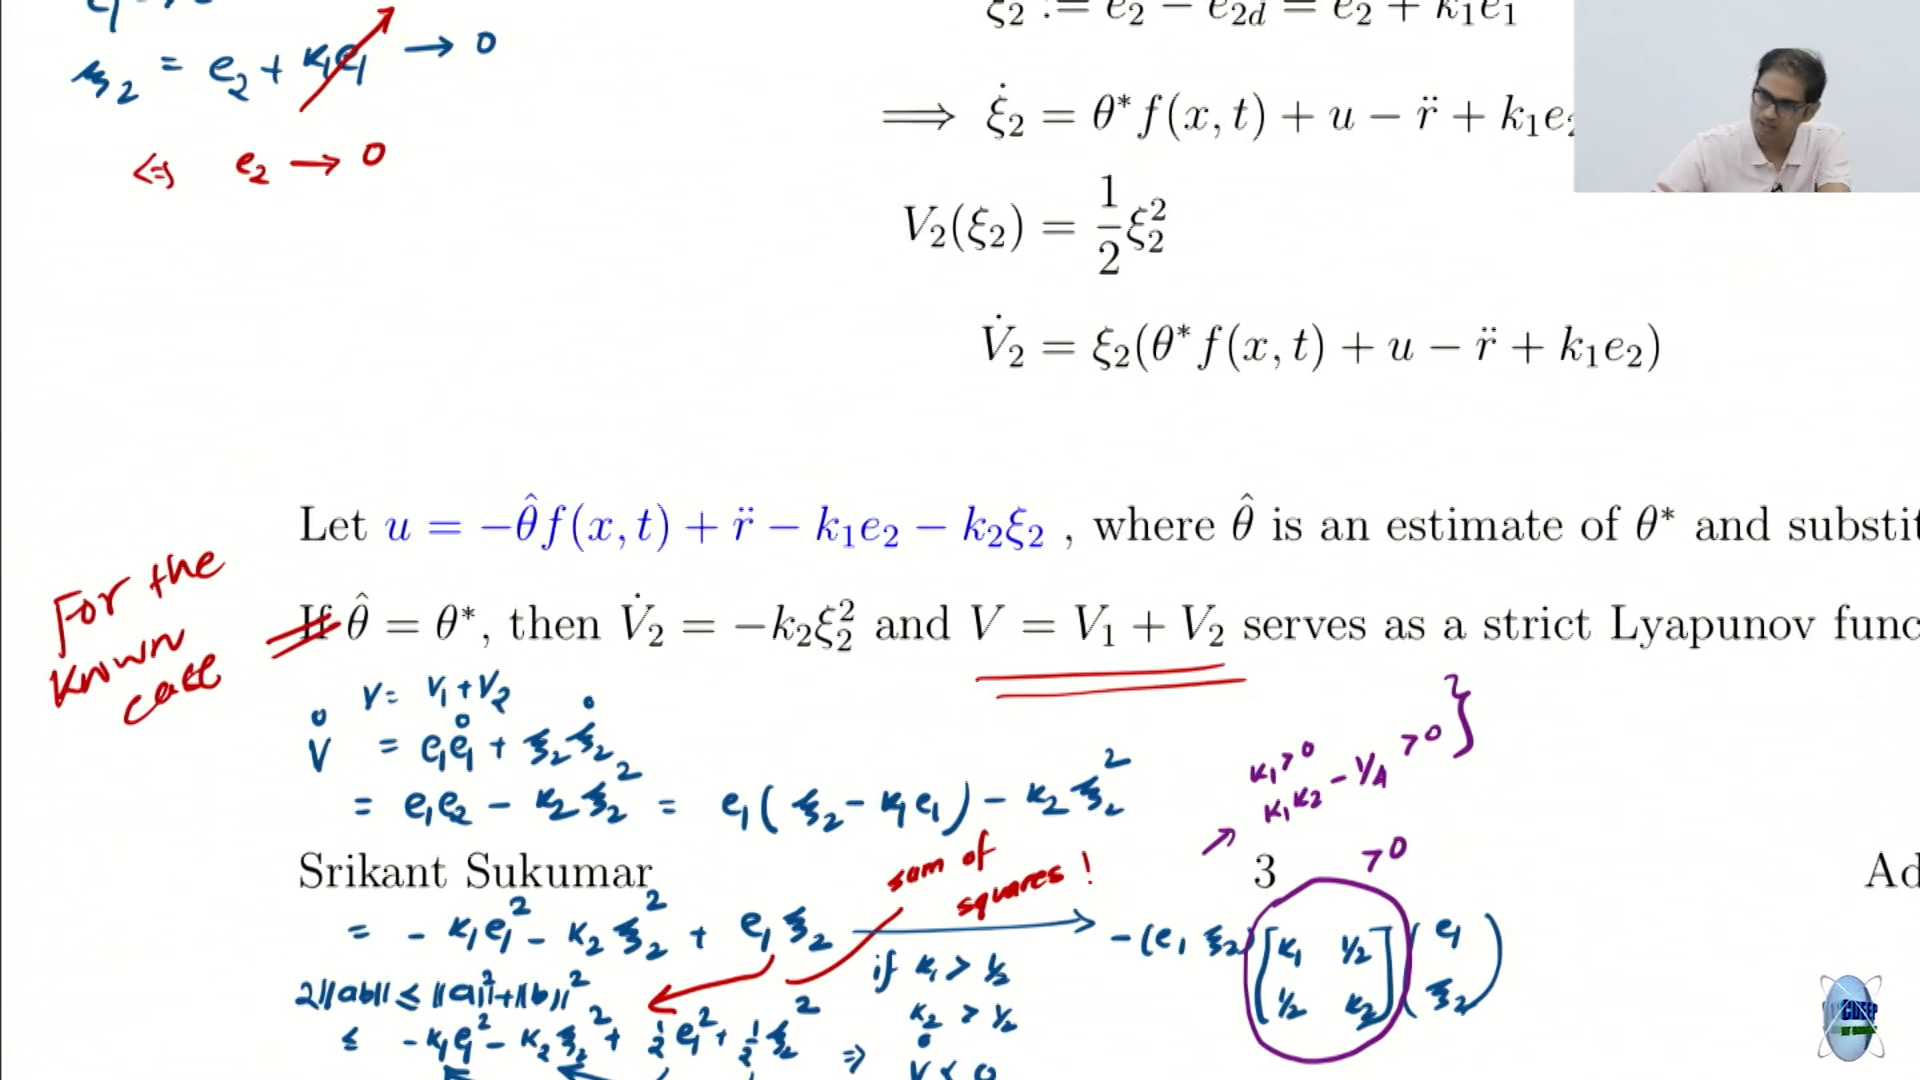 ξ₂ := e₂ − e₂d = e₂ + k₁e₁
ξ₂ = e₂ + k₁e₁ → 0
⟹ ξ̇₂ = θ*f(x, t) + u − r̈ + k₁e₂
⇔ e₂ → 0
V₂(ξ₂) = 1/2 ξ₂²
V̇₂ = ξ₂(θ*f(x, t) + u − r̈ + k₁e₂)
Let u = −θ̂f(x, t) + r̈ − k₁e₂ − k₂ξ₂ , where θ̂ is an estimate of θ* and substit
For the
known
case
If θ̂ = θ*, then V̇₂ = −k₂ξ₂² and V = V₁ + V₂ serves as a strict Lyapunov func
V = V₁ + V₂
V̇ = e₁ė₁ + ξ₂ξ̇₂
= e₁e₂ − k₂ξ₂² = e₁(ξ₂ − k₁e₁) − k₂ξ₂²
k₁ > 0
k₁k₂ − 1/4 > 0 }
Srikant Sukumar
3
> 0
Ad
sum of
squares !
= − k₁e₁² − k₂ξ₂² + e₁ξ₂
−(e₁ ξ₂) [k₁ 1/2
1/2 k₂] (e₁
ξ₂)
if k₁ > 1/2
k₂ > 1/2
2||ab|| ≤ ||a||² + ||b||²
≤ −k₁e₁² − k₂ξ₂² + 1/2 e₁² + 1/2 ξ₂² ⇒ V̇ < 0